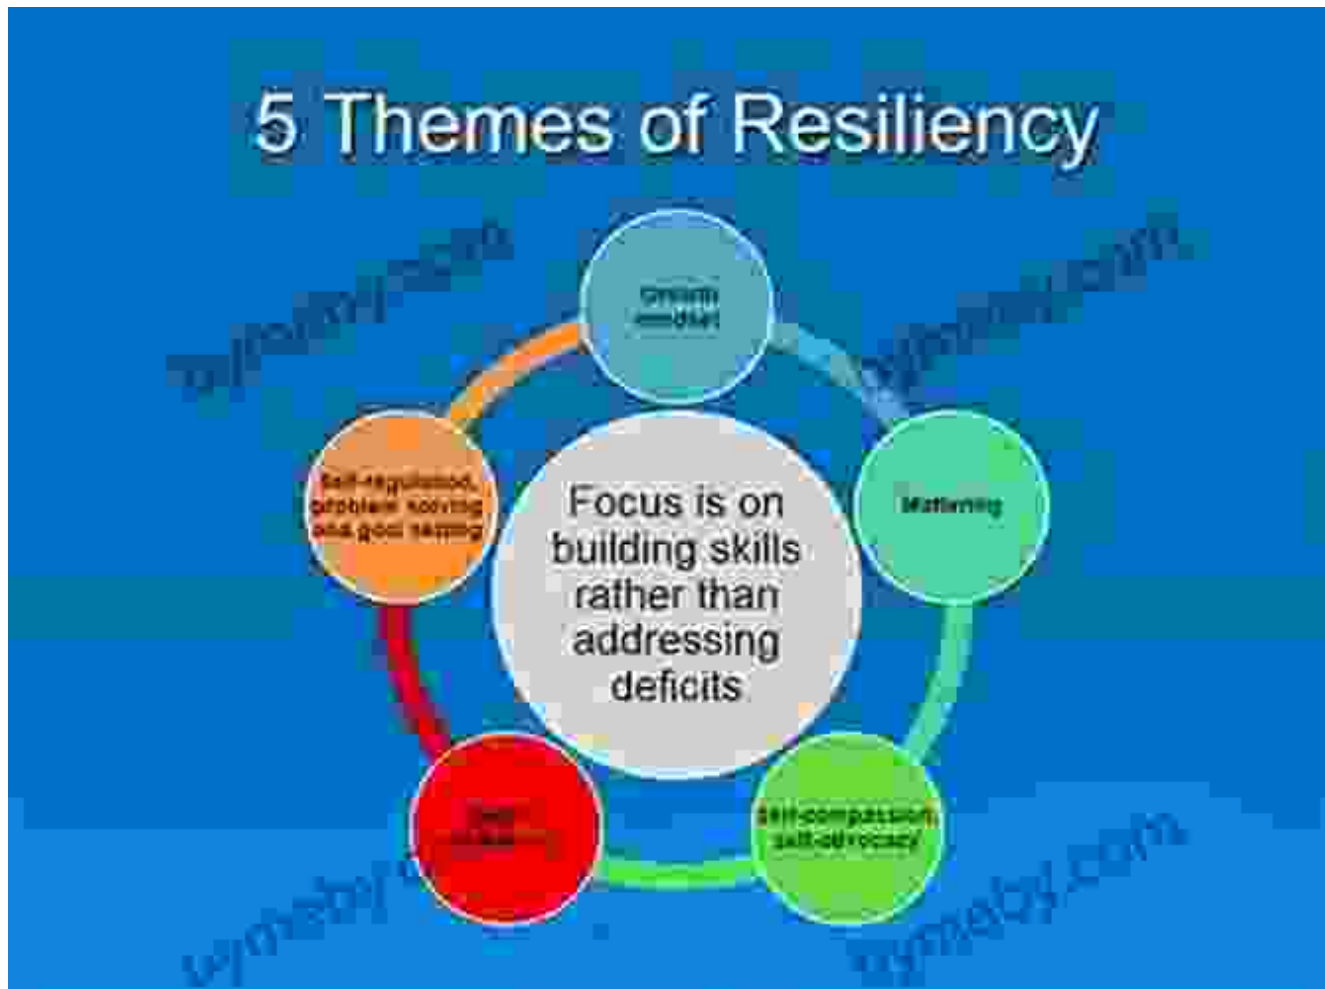 5 Themes of Resiliency
Growth
mindset
Self-regulation,
problem solving
and goal setting
Mattering
Focus is on
building skills
rather than
addressing
deficits
Self-compassion,
self-advocacy